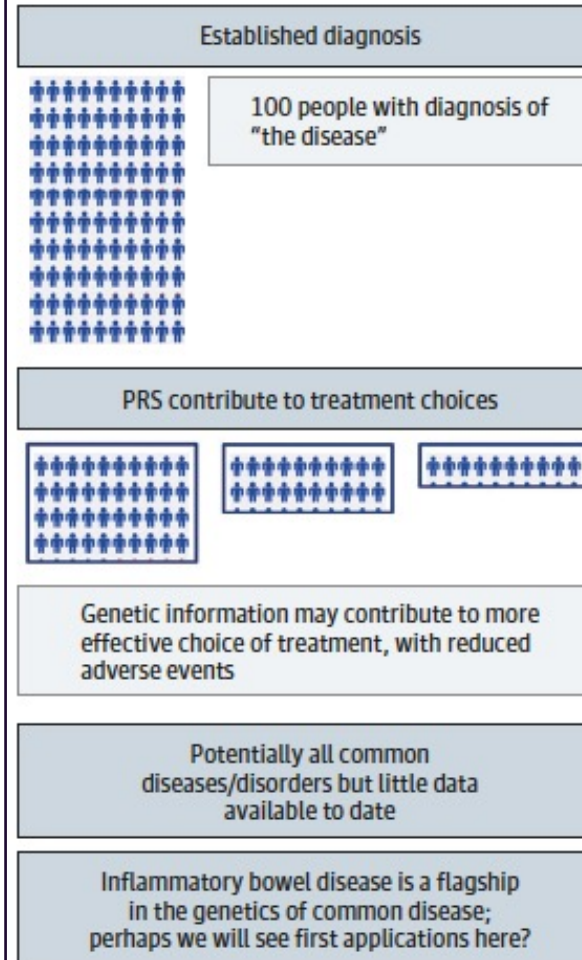 Established diagnosis
100 people with diagnosis of
“the disease”
PRS contribute to treatment choices
Genetic information may contribute to more
effective choice of treatment, with reduced
adverse events
Potentially all common
diseases/disorders but little data
available to date
Inflammatory bowel disease is a flagship
in the genetics of common disease;
perhaps we will see first applications here?